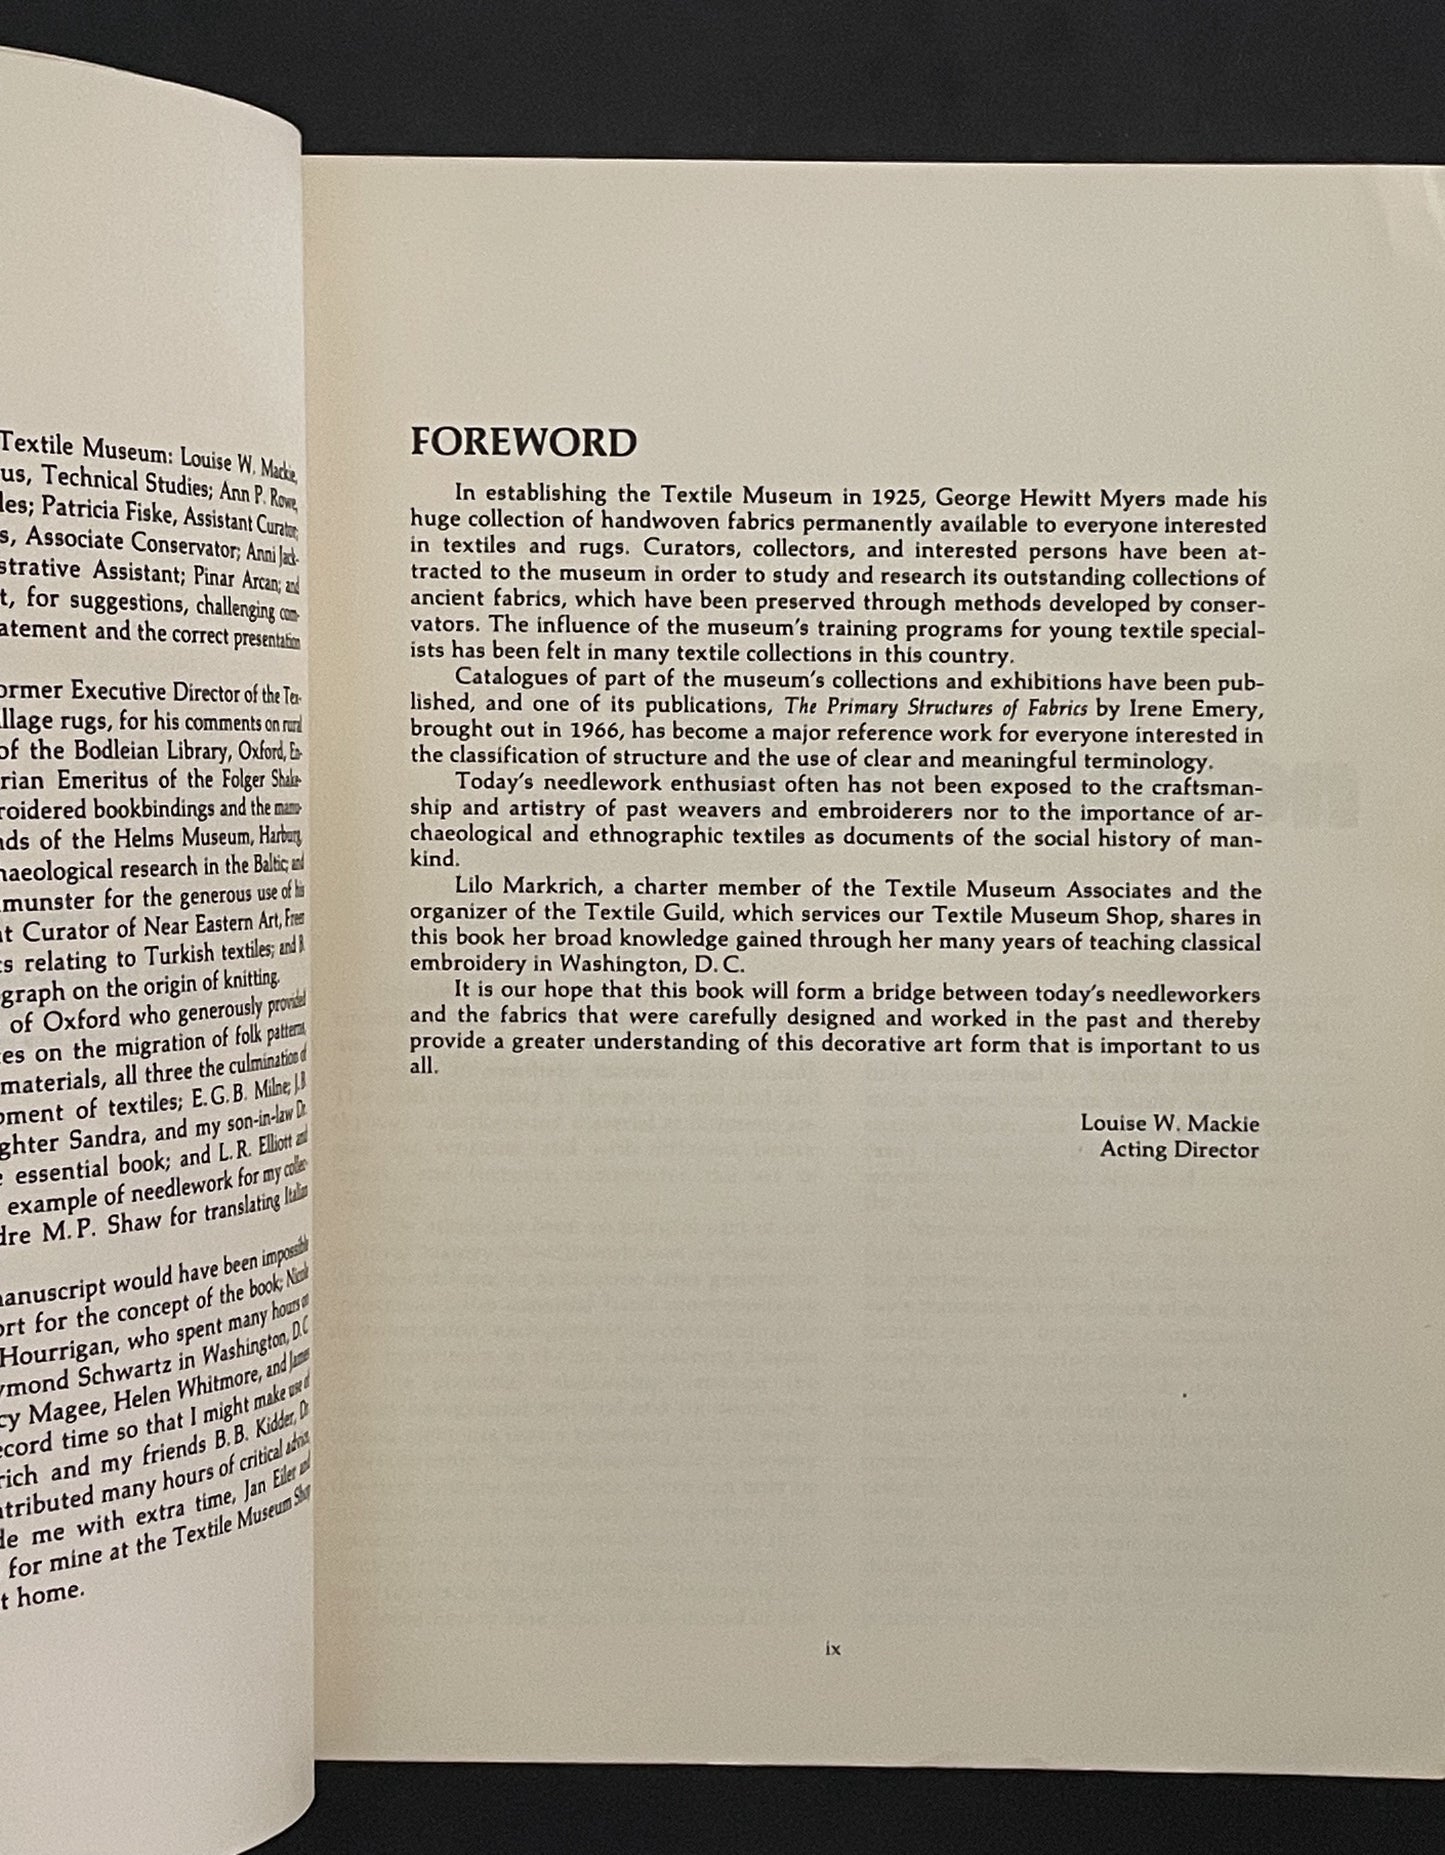 Textile Museum: Louise W. Mackie,
us, Technical Studies; Ann P. Rowe,
les; Patricia Fiske, Assistant Curator;
s, Associate Conservator; Anni Jack-
strative Assistant; Pinar Arcan; and
t, for suggestions, challenging com-
atement and the correct presentation
ormer Executive Director of the Tex-
llage rugs, for his comments on rural
of the Bodleian Library, Oxford, En-
rian Emeritus of the Folger Shake-
roidered bookbindings and the manu-
nds of the Helms Museum, Harburg,
haeological research in the Baltic; and
munster for the generous use of his
nt Curator of Near Eastern Art, Freer
ts relating to Turkish textiles; and B.
graph on the origin of knitting.
of Oxford who generously provided
es on the migration of folk patterns,
materials, all three the culmination of
pment of textiles; E.G.B. Milne; J.B.
ghter Sandra, and my son-in-law Dr.
essential book; and L.R. Elliott and
example of needlework for my collec-
dre M.P. Shaw for translating Italian
nanuscript would have been impossible
ort for the concept of the book; Nicole
Hourrigan, who spent many hours on
ymond Schwartz in Washington, D.C.
cy Magee, Helen Whitmore, and James
ecord time so that I might make use of
rich and my friends B.B. Kidder, Dr.
ntributed many hours of critical advice,
de me with extra time, Jan Eiler and
for mine at the Textile Museum Shop
t home.
FOREWORD
In establishing the Textile Museum in 1925, George Hewitt Myers made his
huge collection of handwoven fabrics permanently available to everyone interested
in textiles and rugs. Curators, collectors, and interested persons have been at-
tracted to the museum in order to study and research its outstanding collections of
ancient fabrics, which have been preserved through methods developed by conser-
vators. The influence of the museum's training programs for young textile special-
ists has been felt in many textile collections in this country.
Catalogues of part of the museum's collections and exhibitions have been pub-
lished, and one of its publications, The Primary Structures of Fabrics by Irene Emery,
brought out in 1966, has become a major reference work for everyone interested in
the classification of structure and the use of clear and meaningful terminology.
Today's needlework enthusiast often has not been exposed to the craftsman-
ship and artistry of past weavers and embroiderers nor to the importance of ar-
chaeological and ethnographic textiles as documents of the social history of man-
kind.
Lilo Markrich, a charter member of the Textile Museum Associates and the
organizer of the Textile Guild, which services our Textile Museum Shop, shares in
this book her broad knowledge gained through her many years of teaching classical
embroidery in Washington, D.C.
It is our hope that this book will form a bridge between today's needleworkers
and the fabrics that were carefully designed and worked in the past and thereby
provide a greater understanding of this decorative art form that is important to us
all.
Louise W. Mackie
Acting Director
ix